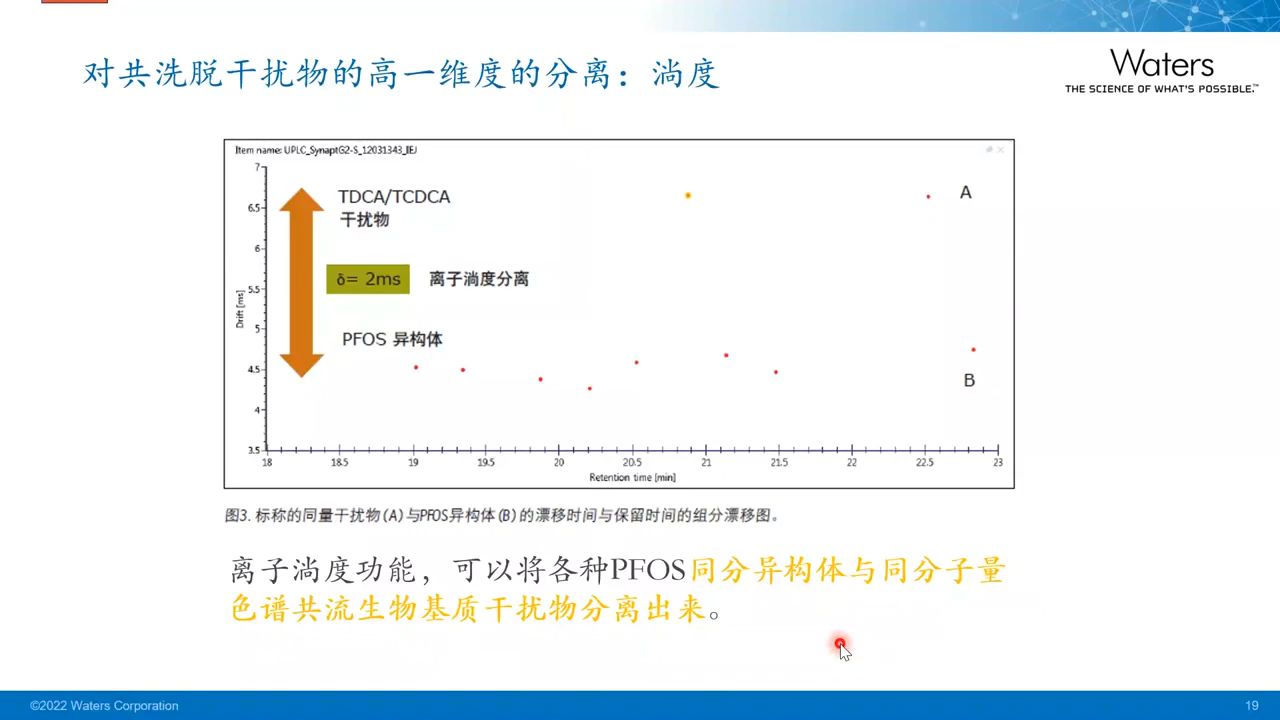 对共洗脱干扰物的高一维度的分离：淌度
Waters
THE SCIENCE OF WHAT'S POSSIBLE.™
Item name: UPLC_SynaptG2-S_12031343_IEJ
7
6.5
6
5.5
5
4.5
4
3.5
Drift [ms]
TDCA/TCDCA
干扰物
δ= 2ms
离子淌度分离
PFOS 异构体
A
B
18 18.5 19 19.5 20 20.5 21 21.5 22 22.5 23
Retention time [min]
图3. 标称的同量干扰物(A)与PFOS异构体(B)的漂移时间与保留时间的组分漂移图。
离子淌度功能，可以将各种PFOS同分异构体与同分子量
色谱共流生物基质干扰物分离出来。
©2022 Waters Corporation
19